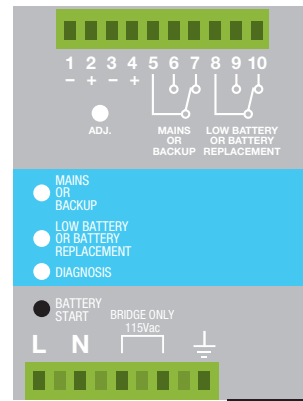 1 2 3 4 5 6 7 8 9 10
− + − +
ADJ.
MAINS
OR
BACKUP
LOW BATTERY
OR BATTERY
REPLACEMENT
MAINS
OR
BACKUP
LOW BATTERY
OR BATTERY
REPLACEMENT
DIAGNOSIS
BATTERY
START
BRIDGE ONLY
115Vac
L N